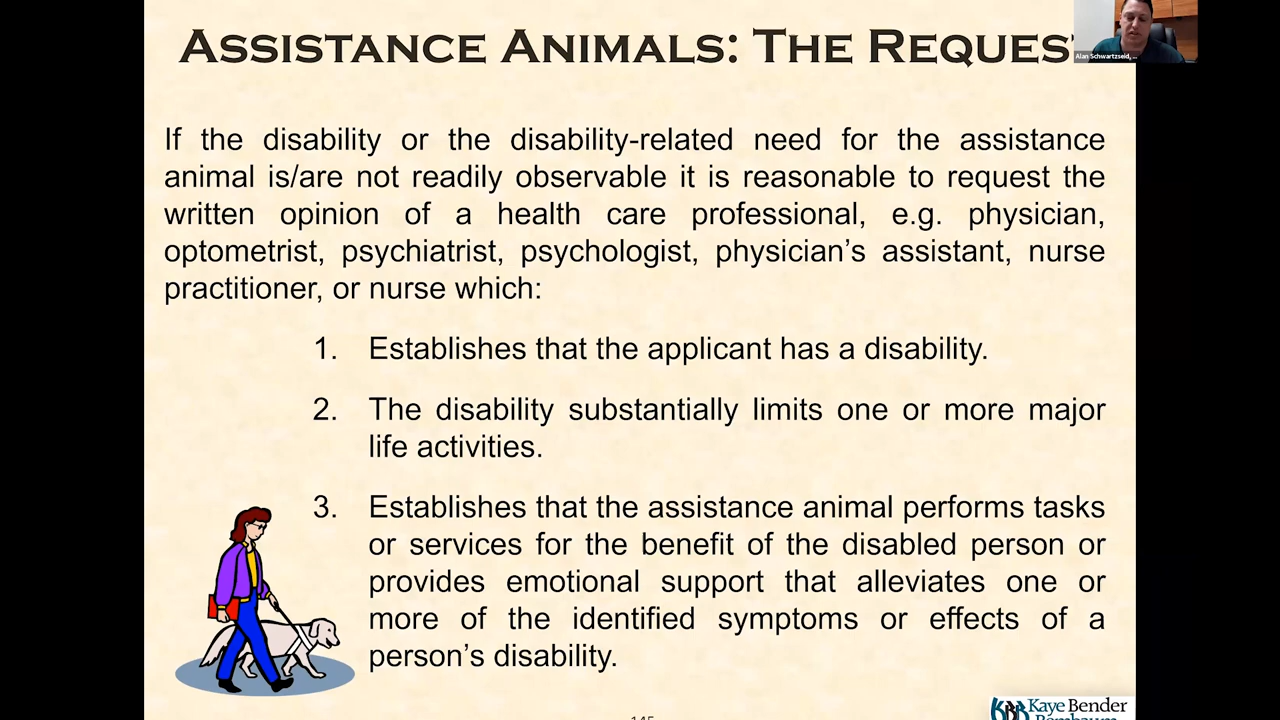 ASSISTANCE ANIMALS: THE REQUES
Alan Schwartzseid, ...
If the disability or the disability-related need for the assistance
animal is/are not readily observable it is reasonable to request the
written opinion of a health care professional, e.g. physician,
optometrist, psychiatrist, psychologist, physician's assistant, nurse
practitioner, or nurse which:
1. Establishes that the applicant has a disability.
2. The disability substantially limits one or more major
life activities.
3. Establishes that the assistance animal performs tasks
or services for the benefit of the disabled person or
provides emotional support that alleviates one or
more of the identified symptoms or effects of a
person's disability.
KBR Kaye Bender